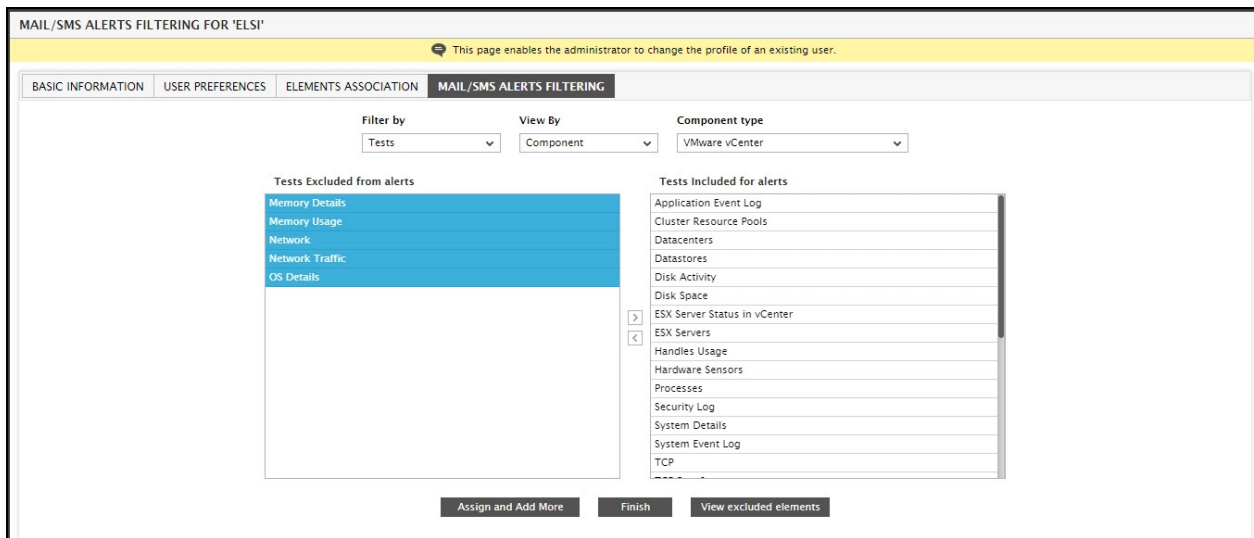 MAIL/SMS ALERTS FILTERING FOR 'ELSI'
This page enables the administrator to change the profile of an existing user.
BASIC INFORMATION USER PREFERENCES ELEMENTS ASSOCIATION MAIL/SMS ALERTS FILTERING
Filter by View By Component type
Tests Component VMware vCenter
Tests Excluded from alerts
Memory Details
Memory Usage
Network
Network Traffic
OS Details
Tests Included for alerts
Application Event Log
Cluster Resource Pools
Datacenters
Datastores
Disk Activity
Disk Space
ESX Server Status in vCenter
ESX Servers
Handles Usage
Hardware Sensors
Processes
Security Log
System Details
System Event Log
TCP
Assign and Add More Finish View excluded elements